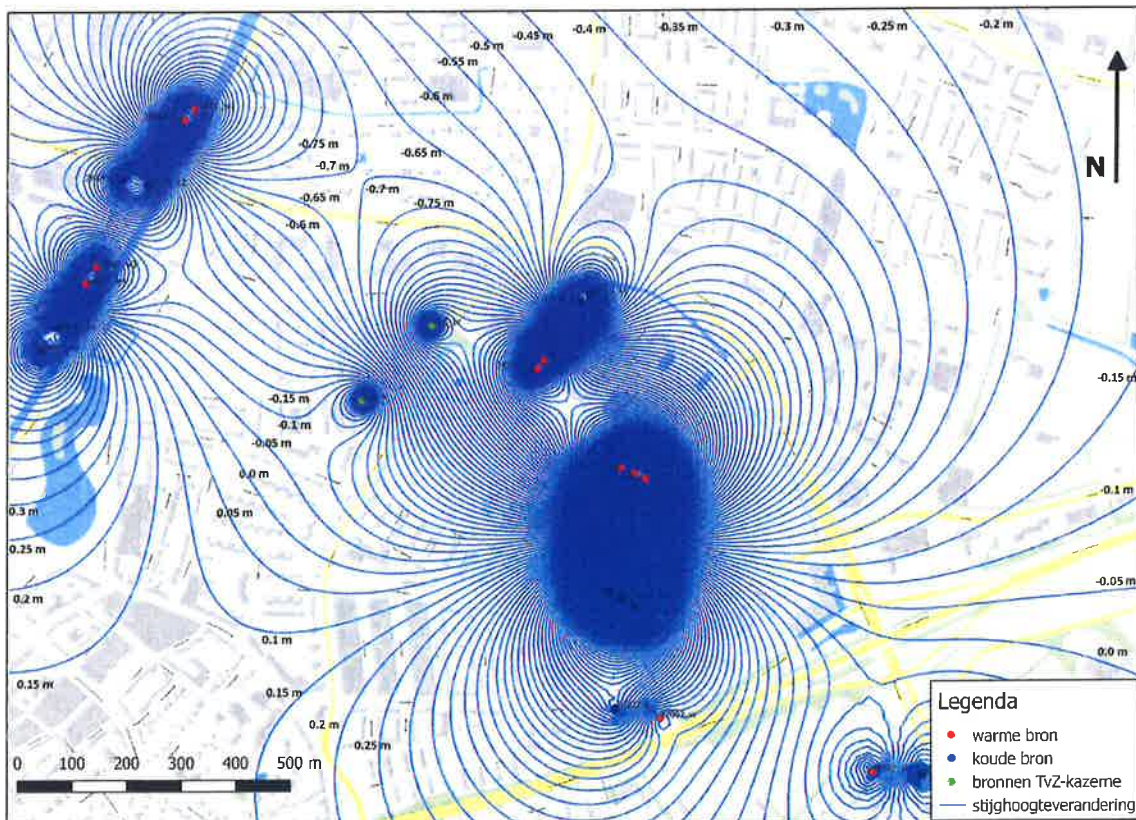 -0.2 m
-0.25 m
-0.3 m
-0.35 m
-0.4 m
-0.45 m
-0.5 m
-0.55 m
-0.6 m
-0.75 m
-0.7 m
-0.65 m
-0.6 m
-0.65 m
-0.7 m
-0.75 m
N
-0.15 m
-0.15 m
-0.1 m
-0.05 m
0.0 m
0.05 m
-0.1 m
0.3 m
0.25 m
0.2 m
-0.05 m
0.1 m
0.0 m
0.15 m
0.15 m
0.2 m
0.25 m
0 100 200 300 400 500 m
Legenda
warme bron
koude bron
bronnen TvZ-kazerne
stijghoogteverandering